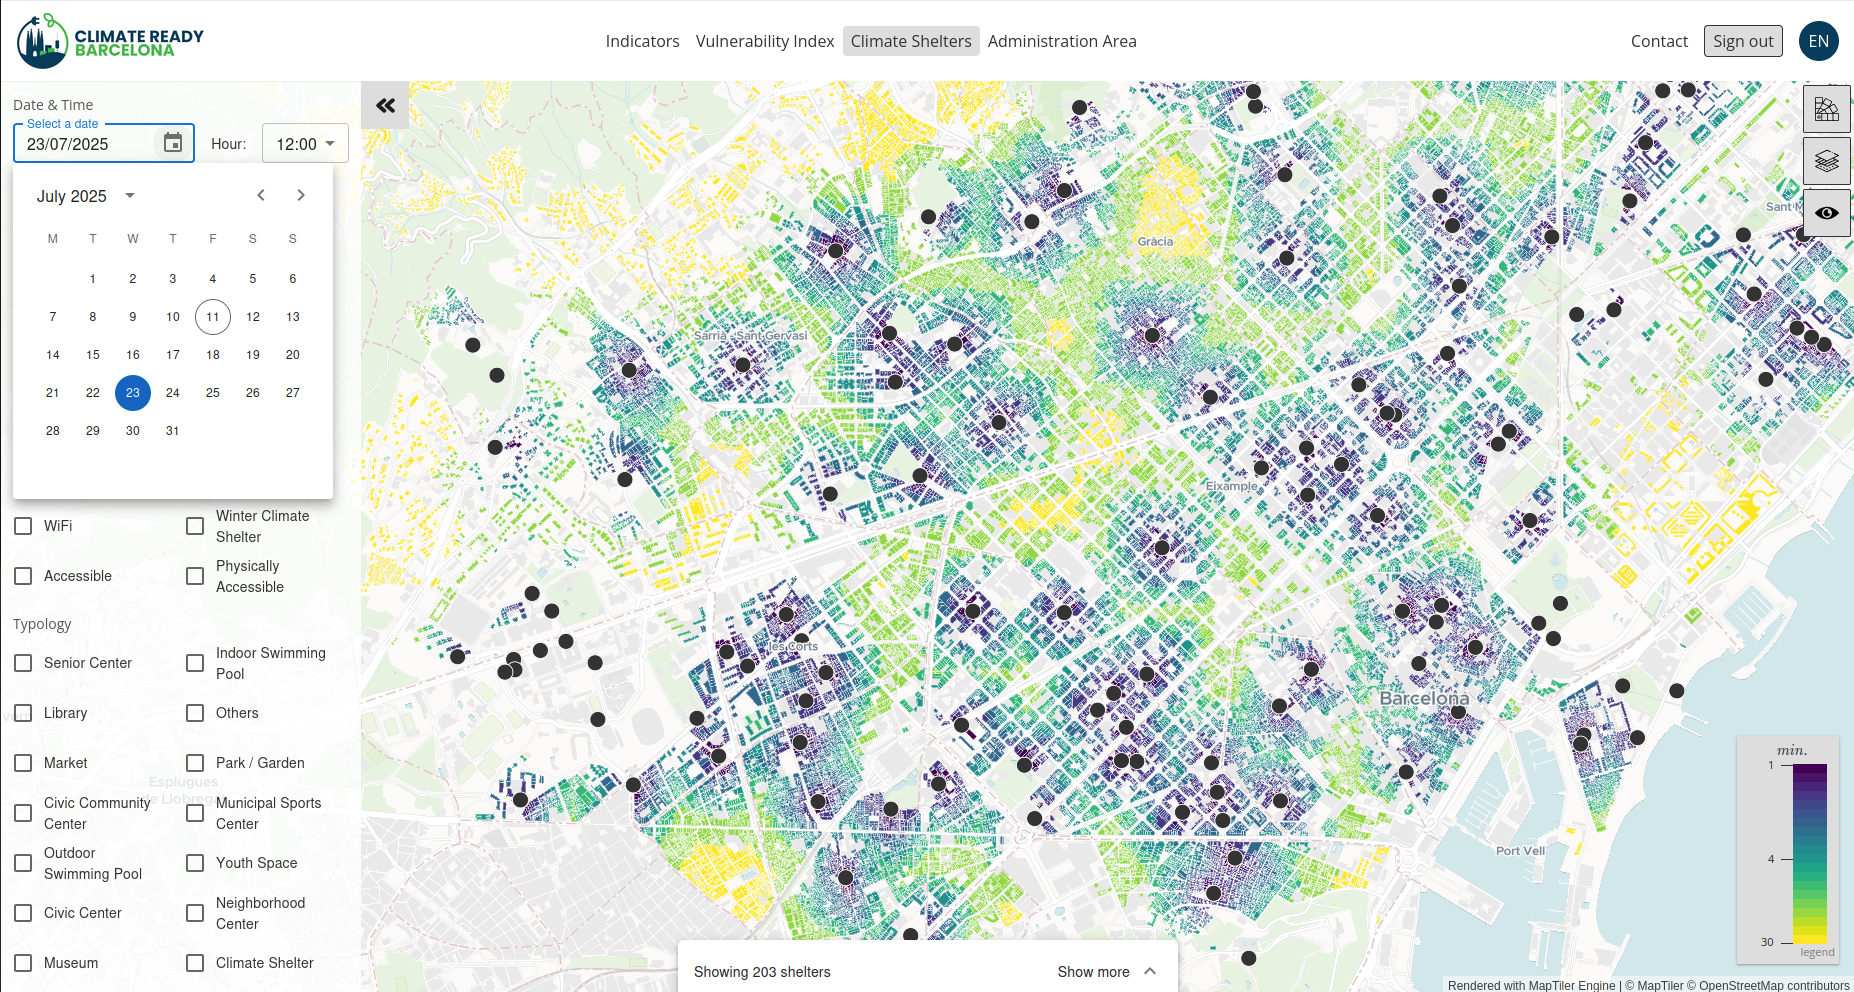 CLIMATE READY
BARCELONA
Indicators Vulnerability Index Climate Shelters Administration Area
Contact Sign out EN
Date & Time
Select a date
23/07/2025 Hour: 12:00
July 2025
M T W T F S S
1 2 3 4 5 6
7 8 9 10 11 12 13
14 15 16 17 18 19 20
21 22 23 24 25 26 27
28 29 30 31
WiFi
Winter Climate
Shelter
Accessible
Physically
Accessible
Typology
Senior Center
Indoor Swimming
Pool
Library
Others
Market
Park / Garden
Esplugues
de Llobreg
Civic Community
Center
Municipal Sports
Center
Outdoor
Swimming Pool
Youth Space
Civic Center
Neighborhood
Center
Museum
Climate Shelter
Sant M
Gràcia
Sarrià - Sant Gervasi
Eixample
les Corts
Barcelona
Port Vell
min.
1
4
30
legend
Showing 203 shelters Show more
Rendered with MapTiler Engine | © MapTiler © OpenStreetMap contributors